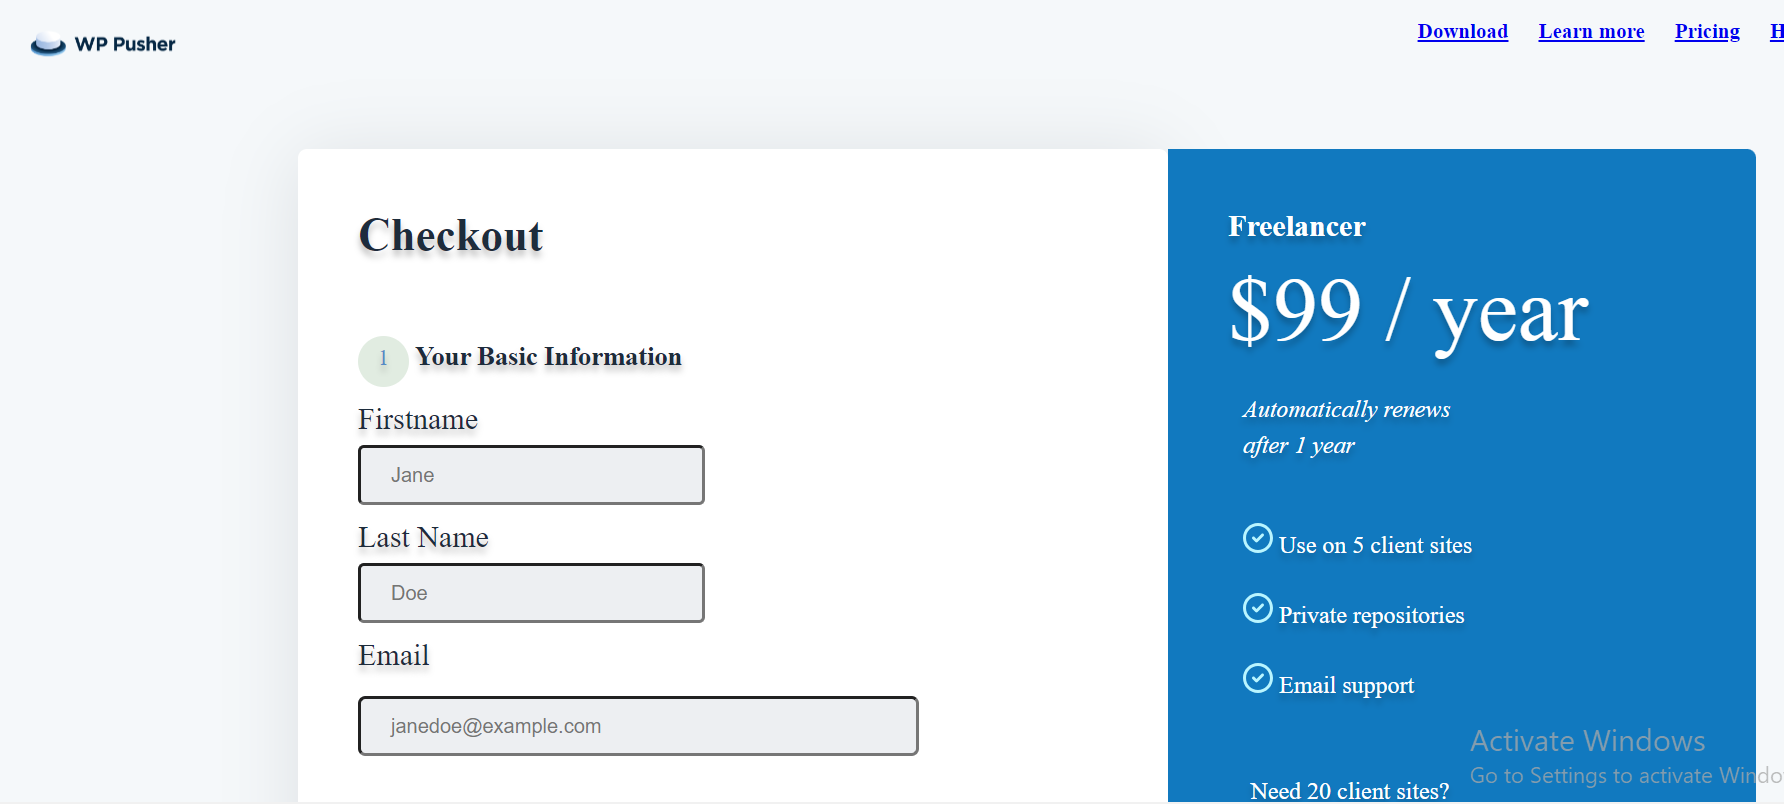 WP Pusher
Download Learn more Pricing H
Checkout
1 Your Basic Information
Firstname
Jane
Last Name
Doe
Email
janedoe@example.com
Freelancer
$99 / year
Automatically renews
after 1 year
Use on 5 client sites
Private repositories
Email support
Need 20 client sites?
Activate Windows
Go to Settings to activate Windo